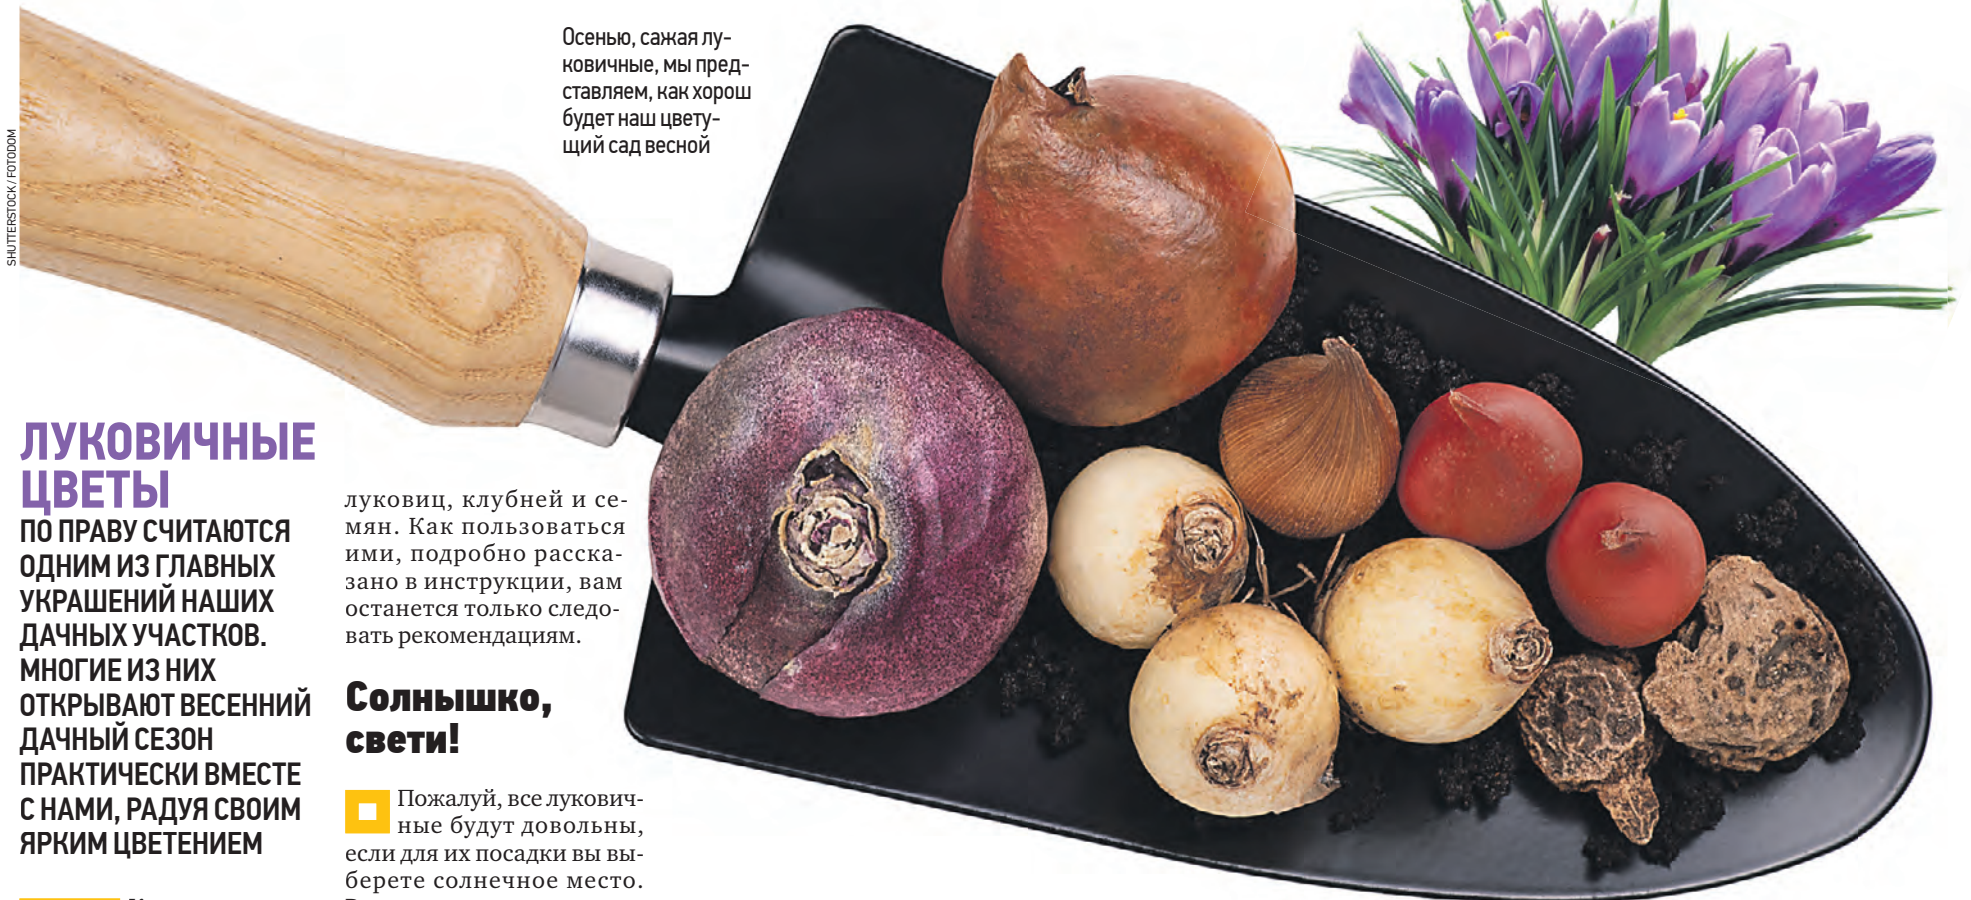 SHUTTERSTOCK / FOTODOM
Осенью, сажая лу-
ковичные, мы пред-
ставляем, как хорош
будет наш цвету-
щий сад весной
ЛУКОВИЧНЫЕ
ЦВЕТЫ
ПО ПРАВУ СЧИТАЮТСЯ
ОДНИМ ИЗ ГЛАВНЫХ
УКРАШЕНИЙ НАШИХ
ДАЧНЫХ УЧАСТКОВ.
МНОГИЕ ИЗ НИХ
ОТКРЫВАЮТ ВЕСЕННИЙ
ДАЧНЫЙ СЕЗОН
ПРАКТИЧЕСКИ ВМЕСТЕ
С НАМИ, РАДУЯ СВОИМ
ЯРКИМ ЦВЕТЕНИЕМ
луковиц, клубней и се-
мян. Как пользоваться
ими, подробно расска-
зано в инструкции, вам
останется только следо-
вать рекомендациям.
Солнышко,
свети!
Пожалуй, все лукович-
ные будут довольны,
если для их посадки вы вы-
берете солнечное место.